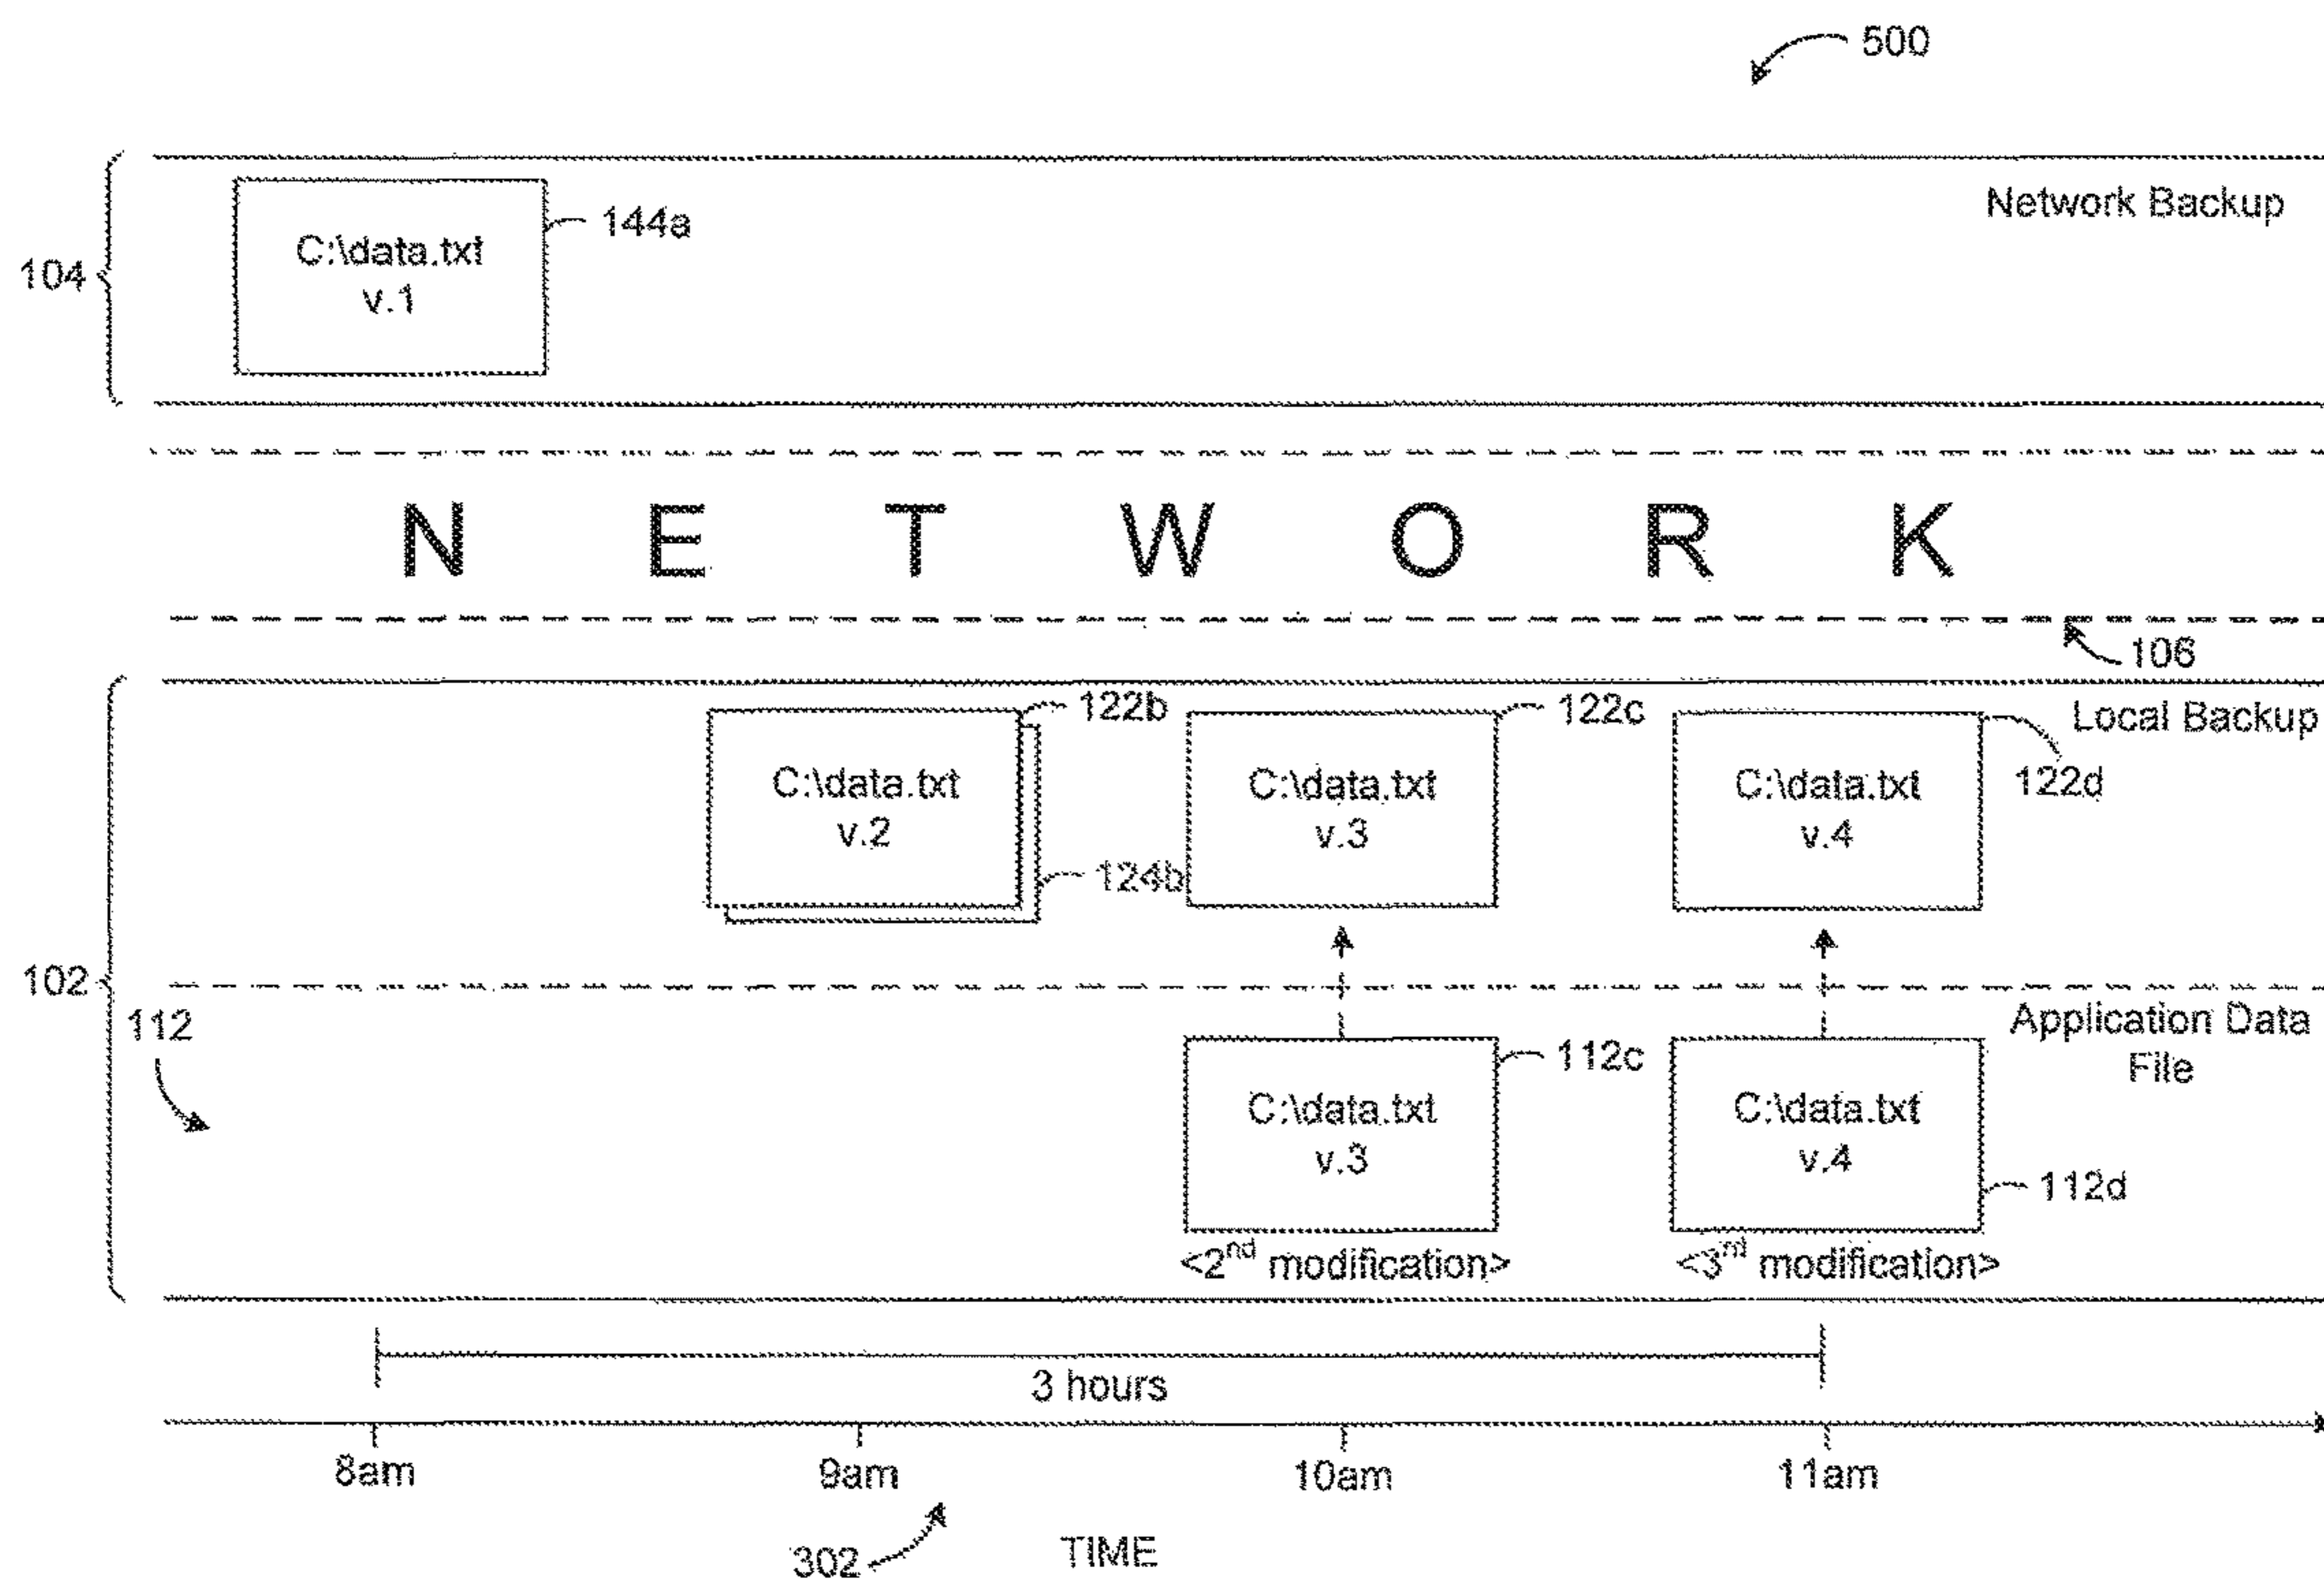 500
Network Backup
144a
C:\data.txt
v.1
104
N E T W O R K
106
122b
122c
Local Backup
C:\data.txt
v.2
C:\data.txt
v.3
C:\data.txt
v.4
122d
124b
102
112
Application Data
File
112c
C:\data.txt
v.3
C:\data.txt
v.4
112d
<2nd modification>
<3rd modification>
3 hours
8am
9am
10am
11am
302
TIME